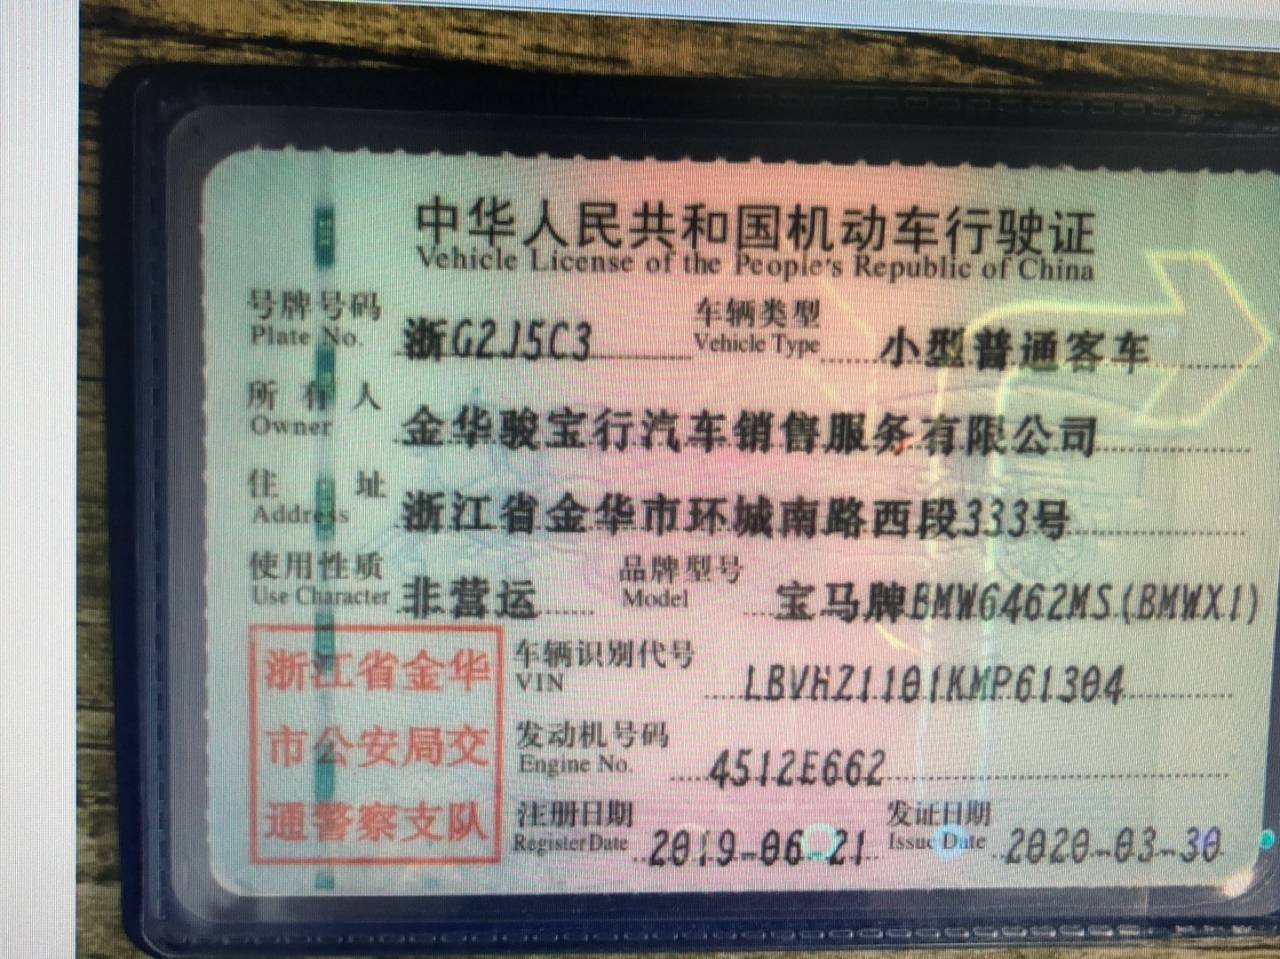 中华人民共和国机动车行驶证
Vehicle License of the People's Republic of China
号牌号码 浙G2J5C3 车辆类型 小型普通客车
Plate No. Vehicle Type
所有人 金华骏宝行汽车销售服务有限公司
Owner
住址 浙江省金华市环城南路西段333号
Address
使用性质 非营运 品牌型号 宝马牌BMW6462MS(BMWX1)
Use Character Model
浙江省金华
市公安局交
通警察支队
车辆识别代号 LBVHZ1101KMP61304
VIN
发动机号码 4512E662
Engine No.
注册日期 2019-06-21 发证日期 2020-03-30
Register Date Issue Date